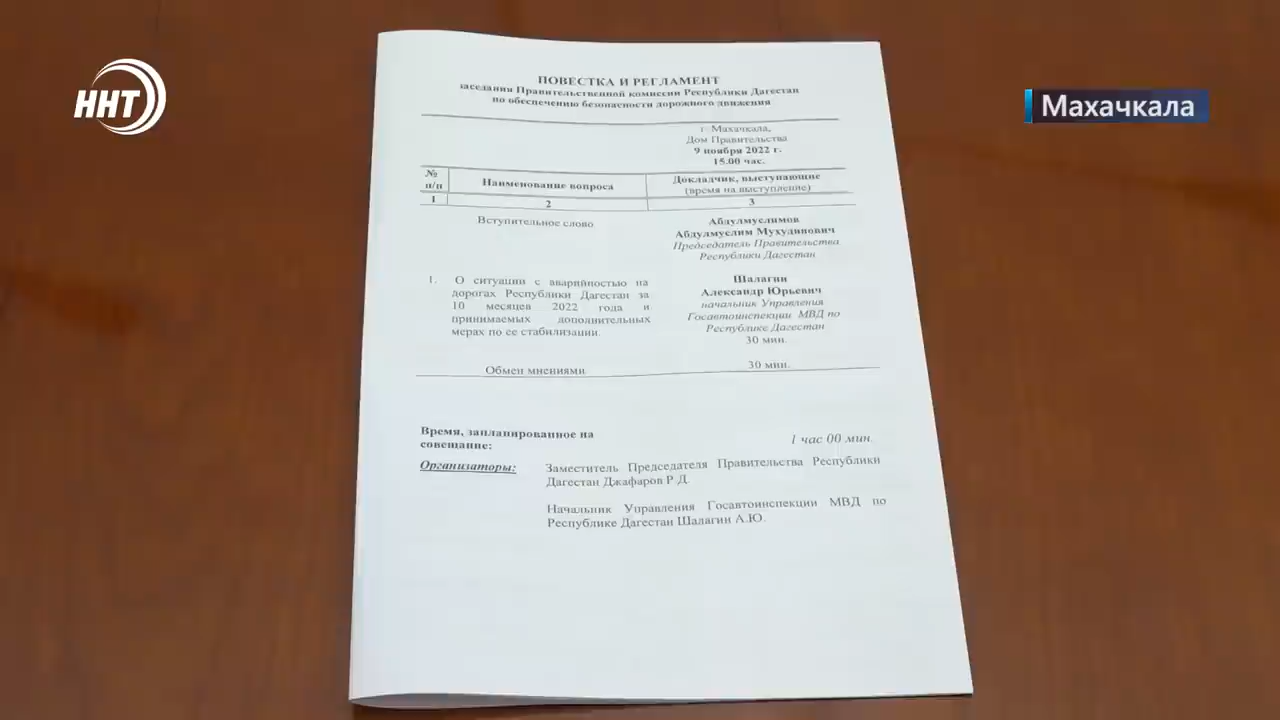 ННТ
Махачкала
ПОВЕСТКА И РЕГЛАМЕНТ
заседания Правительственной комиссии Республики Дагестан
по обеспечению безопасности дорожного движения
г. Махачкала,
Дом Правительства
9 ноября 2022 г.
15.00 час.
№ п/п
Наименование вопроса
Докладчик, выступающие
(время на выступление)
1 2 3
Вступительное слово
Абдулмуслимов
Абдулмуслим Мухудинович
Председатель Правительства
Республики Дагестан
1. О ситуации с аварийностью на
дорогах Республики Дагестан за
10 месяцев 2022 года и
принимаемых дополнительных
мерах по ее стабилизации.
Шалагин
Александр Юрьевич
начальник Управления
Госавтоинспекции МВД по
Республике Дагестан
30 мин.
Обмен мнениями 30 мин.
Время, запланированное на
совещание: 1 час 00 мин.
Организаторы: Заместитель Председателя Правительства Республики
Дагестан Джафаров Р.Д.
Начальник Управления Госавтоинспекции МВД по
Республике Дагестан Шалагин А.Ю.